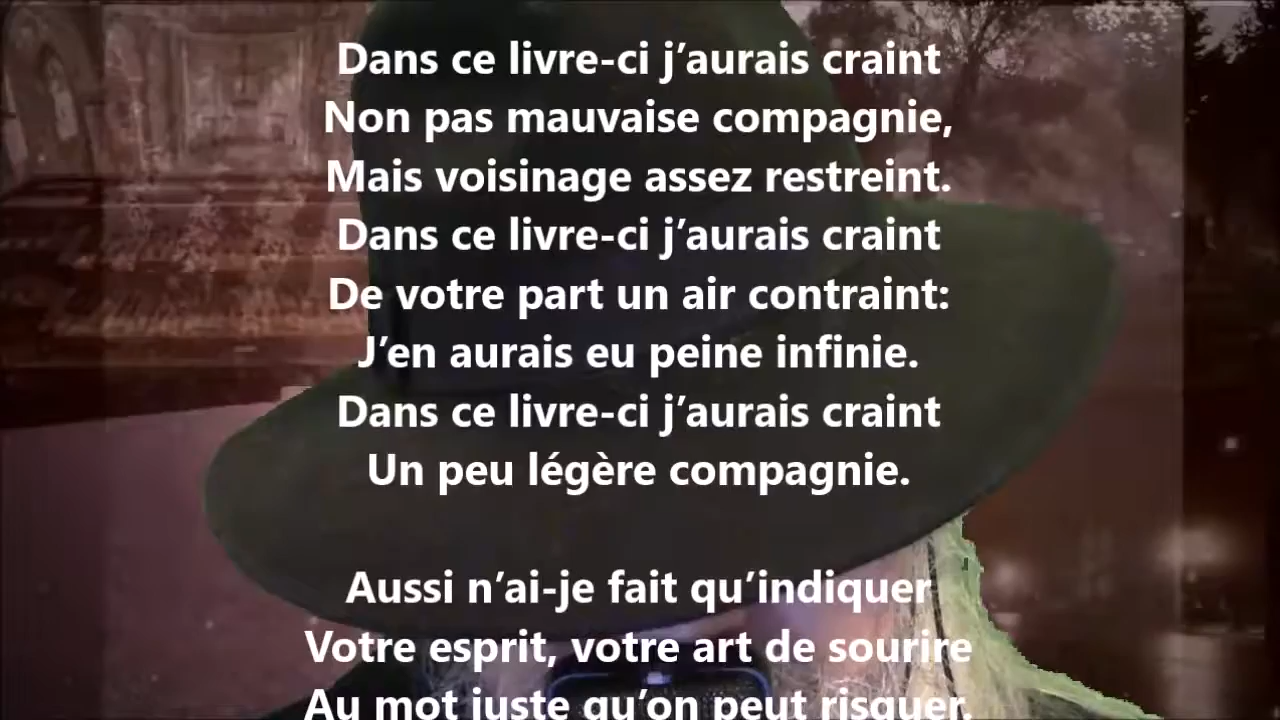 Dans ce livre-ci j’aurais craint
Non pas mauvaise compagnie,
Mais voisinage assez restreint.
Dans ce livre-ci j’aurais craint
De votre part un air contraint:
J’en aurais eu peine infinie.
Dans ce livre-ci j’aurais craint
Un peu légère compagnie.
Aussi n’ai-je fait qu’indiquer
Votre esprit, votre art de sourire
Au mot juste qu’on peut risquer.